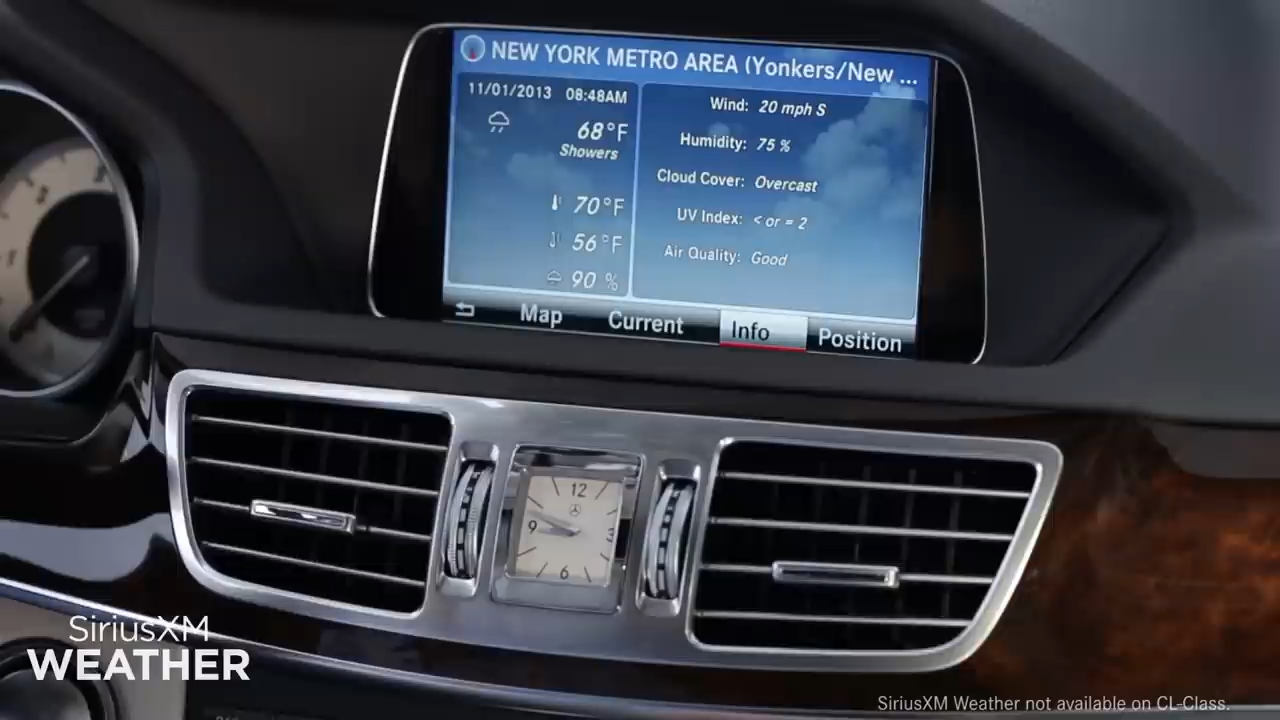 NEW YORK METRO AREA (Yonkers/New ...
11/01/2013 08:48AM
68°F
Showers
70°F
56°F
90 %
Wind: 20 mph S
Humidity: 75 %
Cloud Cover: Overcast
UV Index: < or = 2
Air Quality: Good
Map Current Info Position
12
9 3
6
SiriusXM
WEATHER
SiriusXM Weather not available on CL-Class.